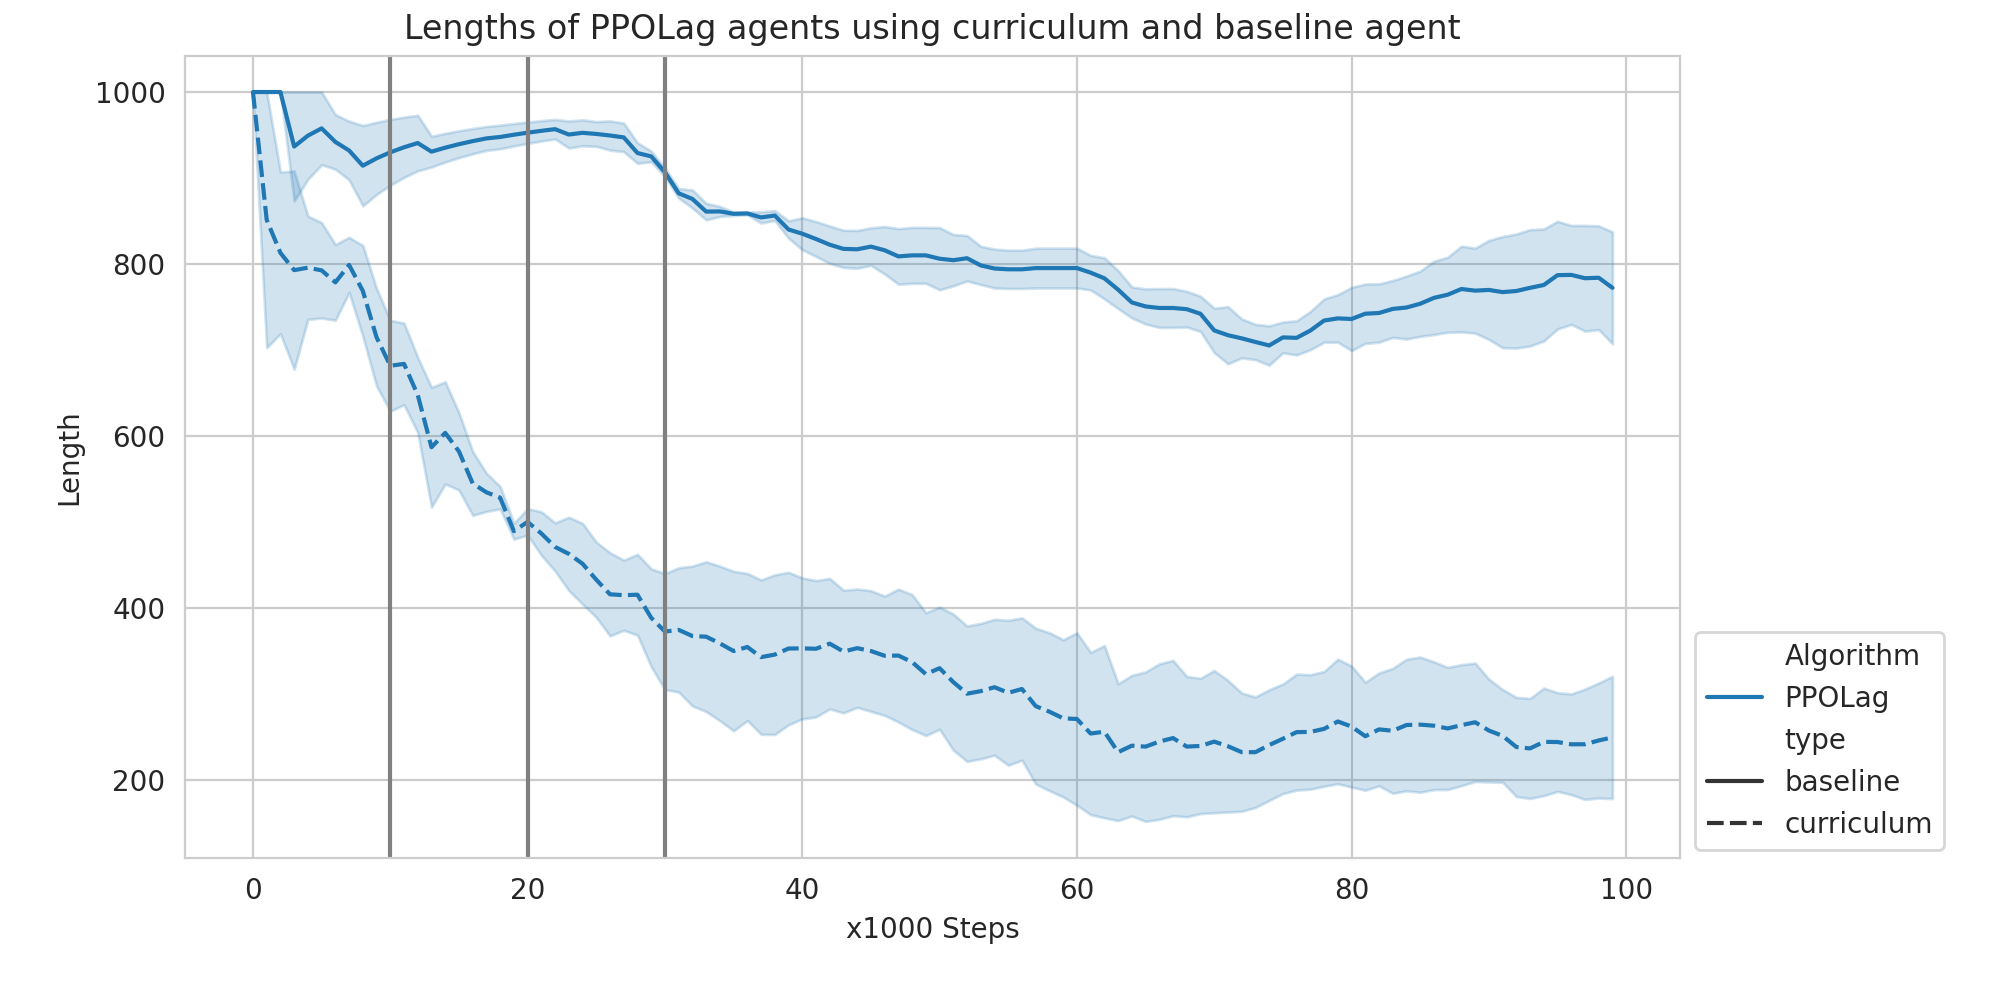 Lengths of PPOLag agents using curriculum and baseline agent
1000
800
600
400
200
Length
0 20 40 60 80 100
x1000 Steps
Algorithm
PPOLag
type
baseline
curriculum